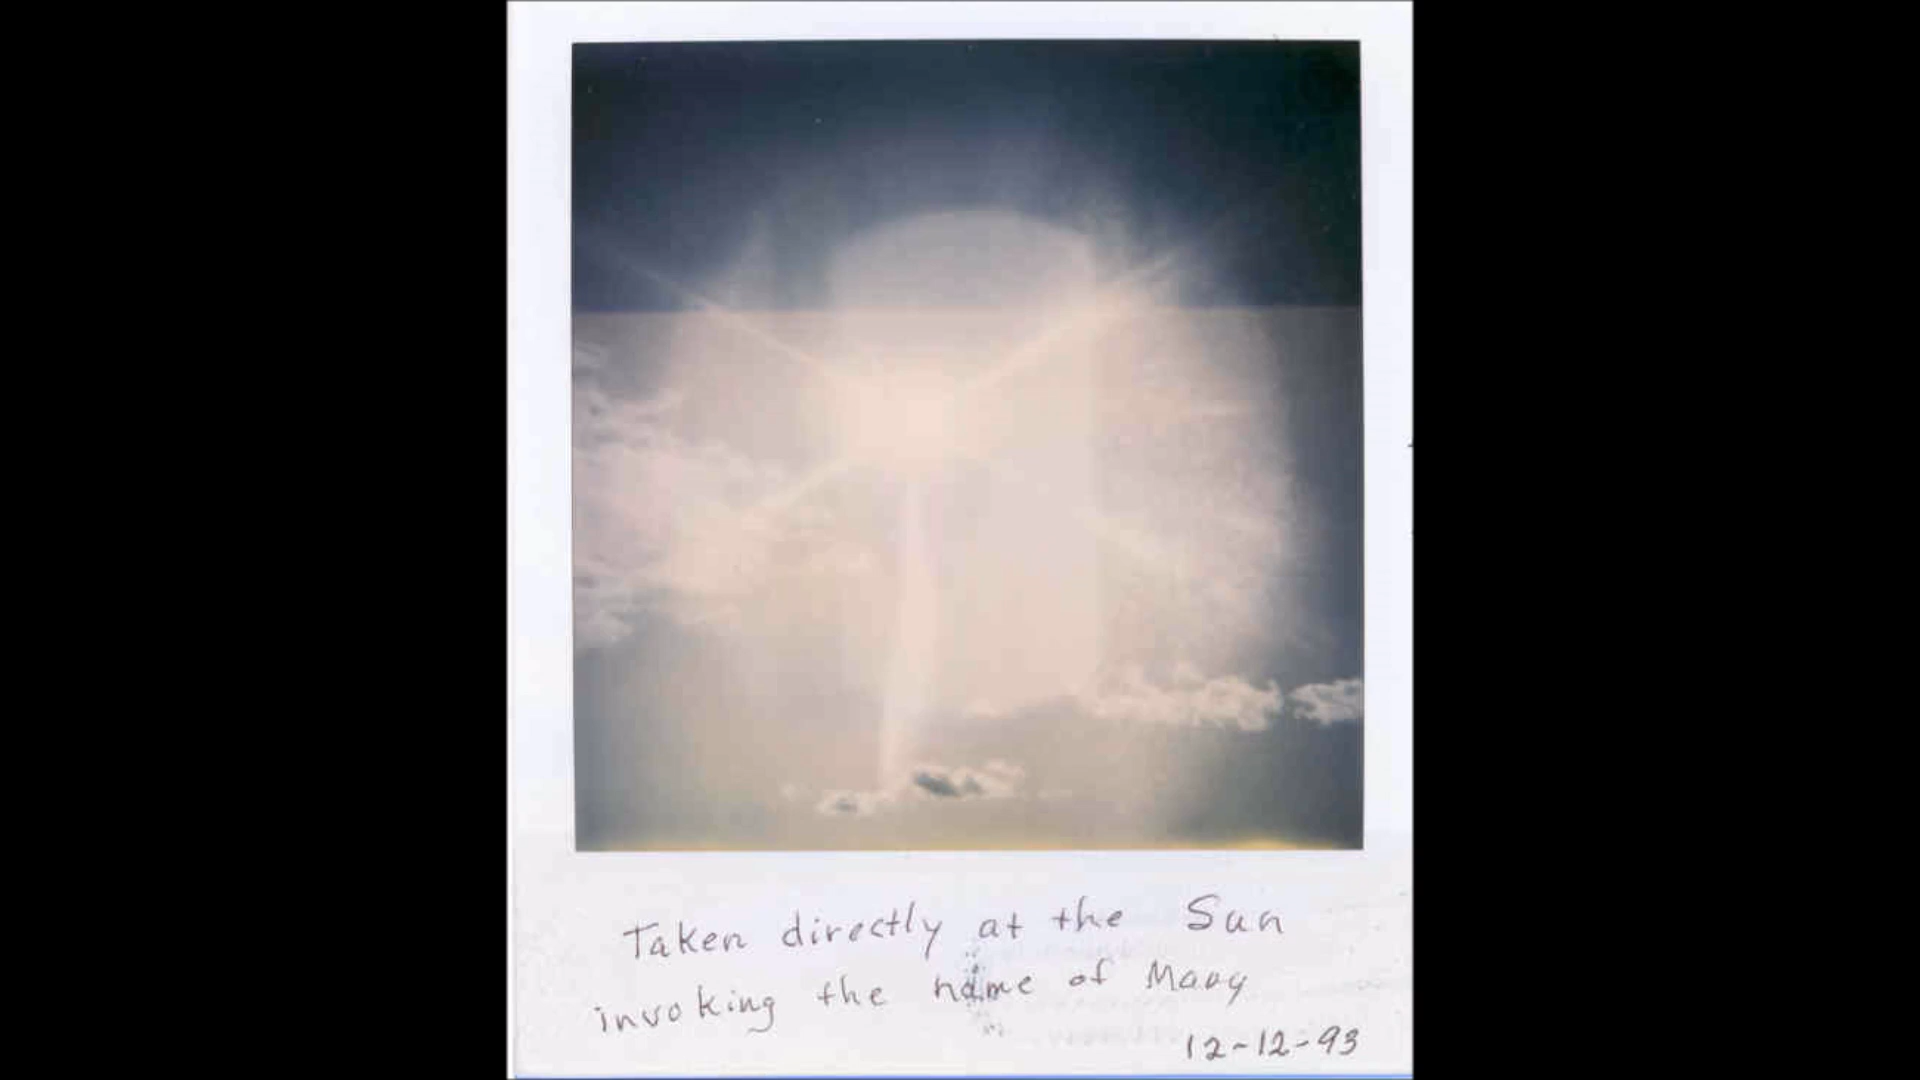 Taken directly at the Sun
invoking the name of Mary
12-12-93